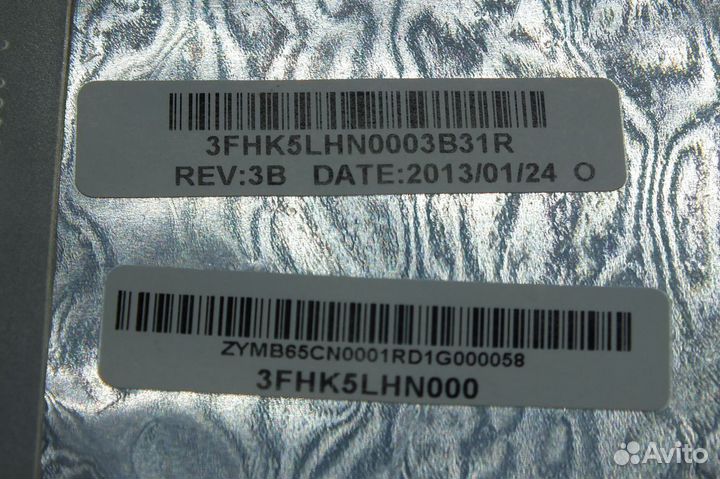 3FHK5LHN0003B31R
REV:3B DATE:2013/01/24 O
ZYMB65CN0001RD1G000058
3FHK5LHN000
Avito